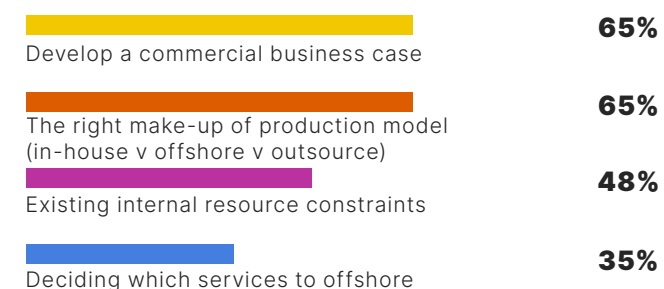 65%
Develop a commercial business case
65%
The right make-up of production model
(in-house v offshore v outsource)
48%
Existing internal resource constraints
35%
Deciding which services to offshore